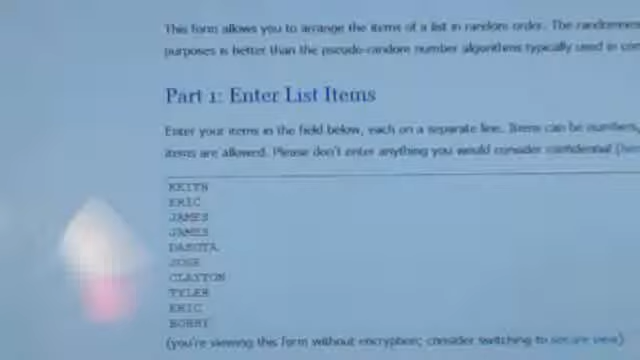 This form allows you to arrange the items of a list in random order. The randomness
purposes is better than the pseudo-random number algorithms typically used in com
Part 1: Enter List Items
Enter your items in the field below, each on a separate line. Items can be numbers,
items are allowed. Please don't enter anything you would consider confidential (here
KEITH
ERIC
JAMES
JAMES
DAKOTA
JOSE
CLAYTON
TYLER
ERIC
BOBBY
(you're viewing this form without encryption; consider switching to secure view)